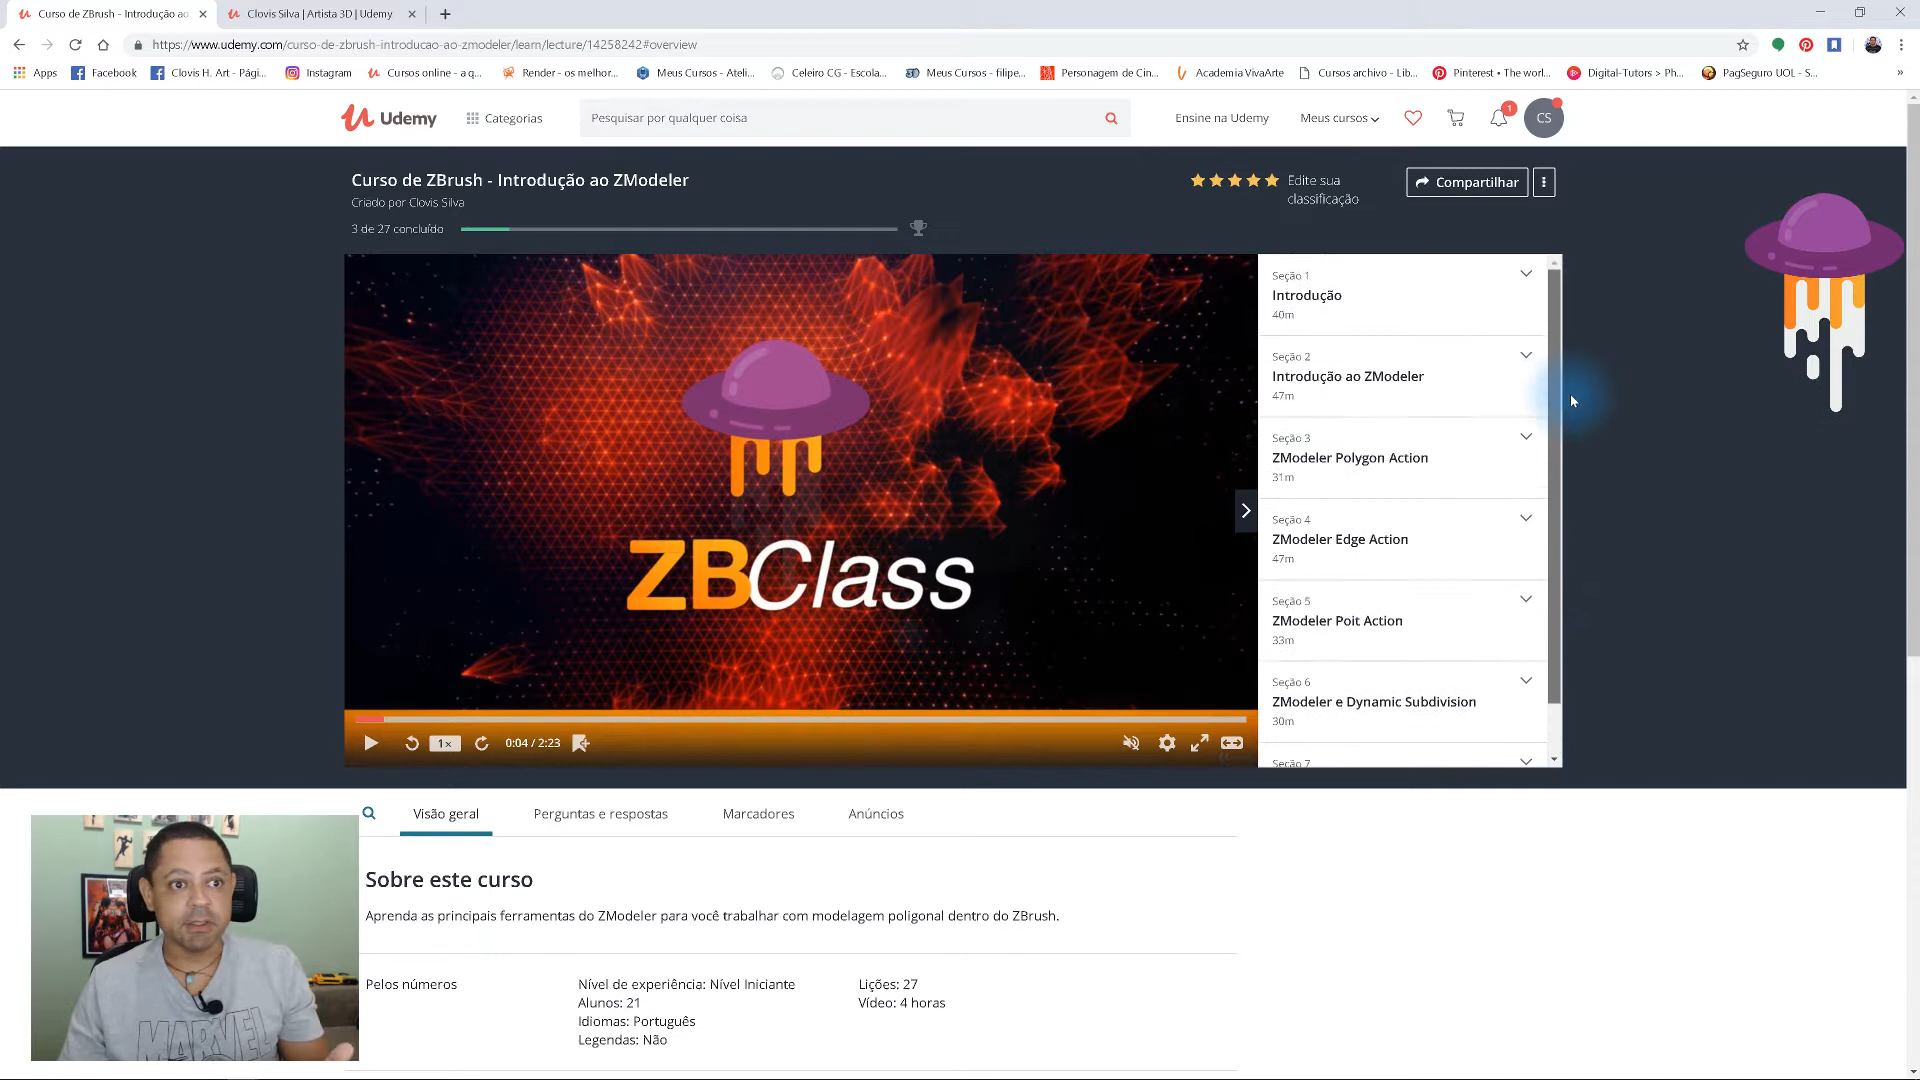 Curso de ZBrush - Introdução ao
Clovis Silva | Artista 3D | Udemy
https://www.udemy.com/curso-de-zbrush-introducao-ao-zmodeler/learn/lecture/14258242#overview
Apps
Facebook
Clovis H. Art - Pági...
Instagram
Cursos online - a q...
Render - os melhor...
Meus Cursos - Ateli...
Celeiro CG - Escola...
Meus Cursos - filipe...
Personagem de Cin...
Academia VivaArte
Cursos archivo - Lib...
Pinterest • The worl...
Digital-Tutors > Ph...
PagSeguro UOL - S...
»
Udemy
Categorias
Pesquisar por qualquer coisa
Ensine na Udemy
Meus cursos
1
CS
Curso de ZBrush - Introdução ao ZModeler
Criado por Clovis Silva
3 de 27 concluído
Edite sua
classificação
Compartilhar
ZBClass
1x
0:04 / 2:23
Seção 1
Introdução
40m
Seção 2
Introdução ao ZModeler
47m
Seção 3
ZModeler Polygon Action
31m
Seção 4
ZModeler Edge Action
47m
Seção 5
ZModeler Poit Action
33m
Seção 6
ZModeler e Dynamic Subdivision
30m
Seção 7
Visão geral
Perguntas e respostas
Marcadores
Anúncios
Sobre este curso
Aprenda as principais ferramentas do ZModeler para você trabalhar com modelagem poligonal dentro do ZBrush.
Pelos números
Nível de experiência: Nível Iniciante
Alunos: 21
Idiomas: Português
Legendas: Não
Lições: 27
Vídeo: 4 horas
MARVEL